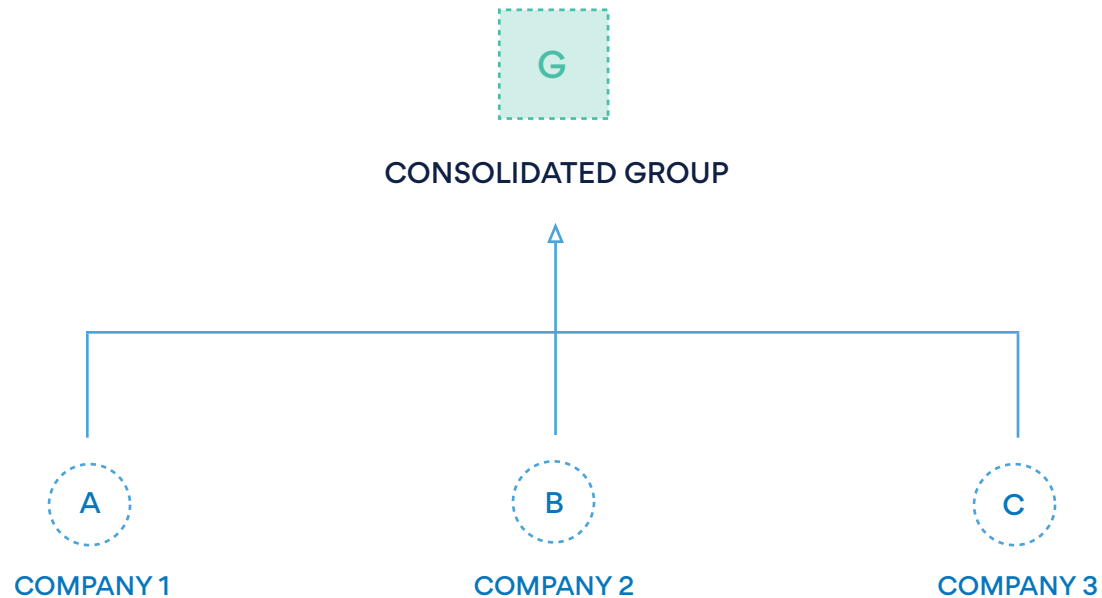 G
CONSOLIDATED GROUP
A
B
C
COMPANY 1
COMPANY 2
COMPANY 3